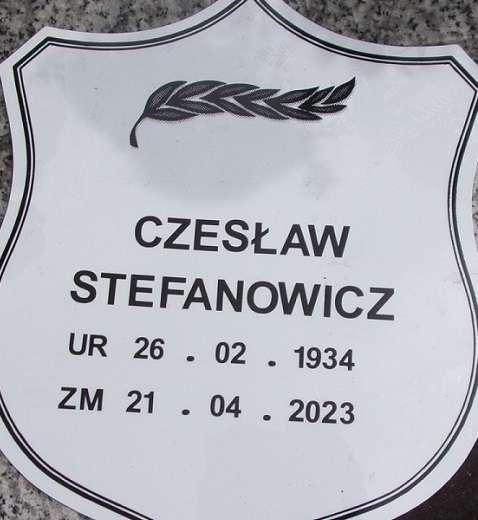 CZESŁAW
STEFANOWICZ
UR 26 . 02 . 1934
ZM 21 . 04 . 2023